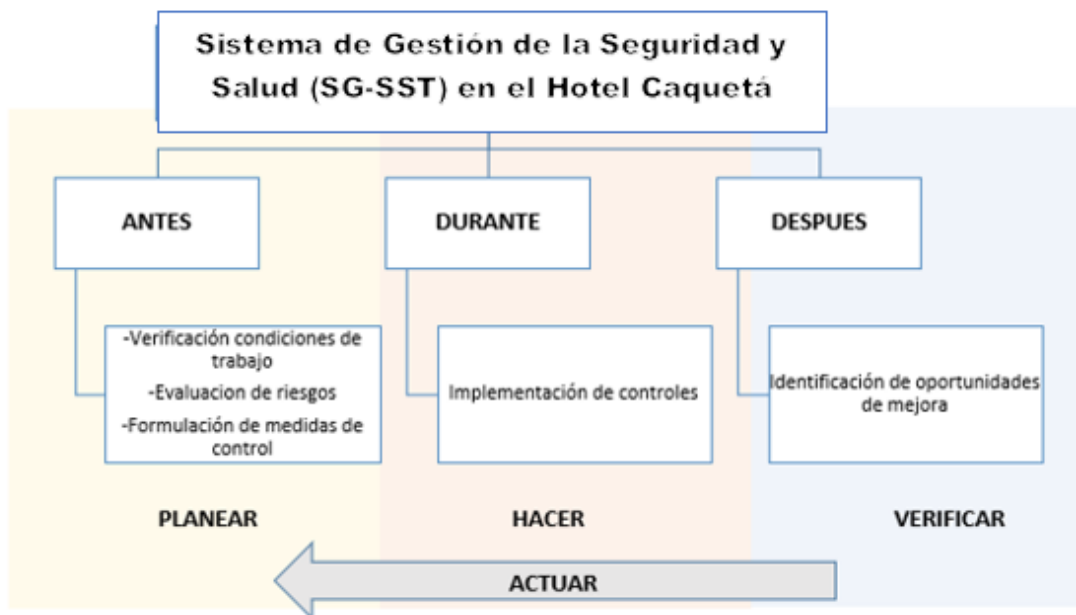 Sistema de Gestión de la Seguridad y
Salud (SG-SST) en el Hotel Caquetá
ANTES
DURANTE
DESPUES
-Verificación condiciones de
trabajo
-Evaluacion de riesgos
-Formulación de medidas de
control
Implementación de controles
Identificación de oportunidades
de mejora
PLANEAR
HACER
VERIFICAR
ACTUAR